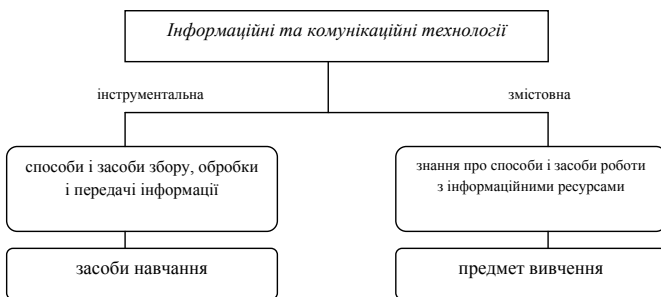 Інформаційні та комунікаційні технології
інструментальна
змістовна
способи і засоби збору, обробки
і передачі інформації
знання про способи і засоби роботи
з інформаційними ресурсами
засоби навчання
предмет вивчення